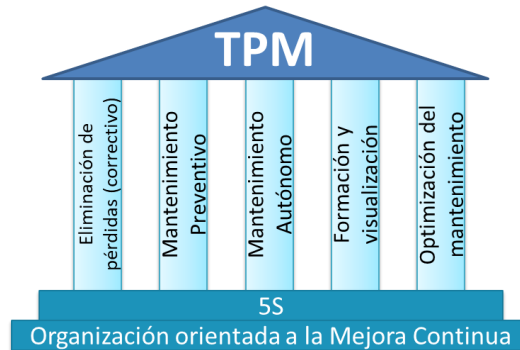 TPM
Eliminación de
pérdidas (correctivo)
Mantenimiento
Preventivo
Mantenimiento
Autónomo
Formación y
visualización
Optimización del
mantenimiento
5S
Organización orientada a la Mejora Continua